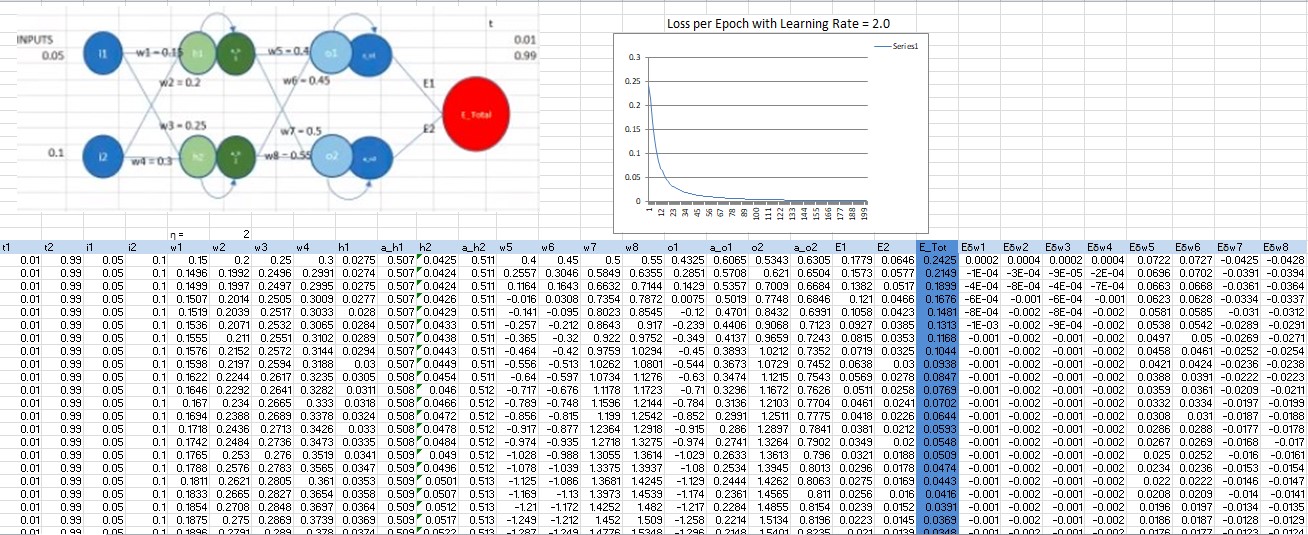 t
INPUTS
0.05
0.01
0.99
0.1
i1
w1 = 0.15
h1
w5 = 0.4
o1
w2 = 0.2
w6 = 0.45
E1
E_Total
w3 = 0.25
w7 = 0.5
E2
i2
w4 = 0.3
h2
w8 = 0.55
o2
Loss per Epoch with Learning Rate = 2.0
Series1
0.3
0.25
0.2
0.15
0.1
0.05
0
1 12 23 34 45 56 67 78 89 100 111 122 133 144 155 166 177 188 199
η = 2
t1 t2 i1 i2 w1 w2 w3 w4 h1 a_h1 h2 a_h2 w5 w6 w7 w8 o1 a_o1 o2 a_o2 E1 E2 E_Tot Eδw1 Eδw2 Eδw3 Eδw4 Eδw5 Eδw6 Eδw7 Eδw8
0.01 0.99 0.05 0.1 0.15 0.2 0.25 0.3 0.0275 0.507 0.0425 0.511 0.4 0.45 0.5 0.55 0.4325 0.6065 0.5343 0.6305 0.1779 0.0646 0.2425 0.0002 0.0004 0.0002 0.0004 0.0722 0.0727 -0.0425 -0.0428
0.01 0.99 0.05 0.1 0.1496 0.1992 0.2496 0.2991 0.0274 0.507 0.0424 0.511 0.2557 0.3046 0.5849 0.6355 0.2851 0.5708 0.621 0.6504 0.1573 0.0577 0.2149 -1E-04 -3E-04 -9E-05 -2E-04 0.0696 0.0702 -0.0391 -0.0394
0.01 0.99 0.05 0.1 0.1499 0.1997 0.2497 0.2995 0.0275 0.507 0.0424 0.511 0.1164 0.1643 0.6632 0.7144 0.1429 0.5357 0.7009 0.6684 0.1382 0.0517 0.1899 -4E-04 -8E-04 -4E-04 -7E-04 0.0663 0.0668 -0.0361 -0.0364
0.01 0.99 0.05 0.1 0.1507 0.2014 0.2505 0.3009 0.0277 0.507 0.0426 0.511 -0.016 0.0308 0.7354 0.7872 0.0075 0.5019 0.7748 0.6846 0.121 0.0466 0.1676 -6E-04 -0.001 -6E-04 -0.001 0.0623 0.0628 -0.0334 -0.0337
0.01 0.99 0.05 0.1 0.1519 0.2039 0.2517 0.3033 0.028 0.507 0.0429 0.511 -0.141 -0.095 0.8023 0.8545 -0.12 0.4701 0.8432 0.6991 0.1058 0.0423 0.1481 -8E-04 -0.002 -8E-04 -0.002 0.0581 0.0585 -0.031 -0.0312
0.01 0.99 0.05 0.1 0.1536 0.2071 0.2532 0.3065 0.0284 0.507 0.0433 0.511 -0.257 -0.212 0.8643 0.917 -0.239 0.4406 0.9068 0.7123 0.0927 0.0385 0.1313 -1E-03 -0.002 -9E-04 -0.002 0.0538 0.0542 -0.0289 -0.0291
0.01 0.99 0.05 0.1 0.1555 0.211 0.2551 0.3102 0.0289 0.507 0.0438 0.511 -0.365 -0.32 0.922 0.9752 -0.349 0.4137 0.9659 0.7243 0.0815 0.0353 0.1168 -0.001 -0.002 -0.001 -0.002 0.0497 0.05 -0.0269 -0.0271
0.01 0.99 0.05 0.1 0.1576 0.2152 0.2572 0.3144 0.0294 0.507 0.0443 0.511 -0.464 -0.42 0.9759 1.0294 -0.45 0.3893 1.0212 0.7352 0.0719 0.0325 0.1044 -0.001 -0.002 -0.001 -0.002 0.0458 0.0461 -0.0252 -0.0254
0.01 0.99 0.05 0.1 0.1598 0.2197 0.2594 0.3188 0.03 0.507 0.0449 0.511 -0.556 -0.513 1.0262 1.0801 -0.544 0.3673 1.0729 0.7452 0.0638 0.03 0.0938 -0.001 -0.002 -0.001 -0.002 0.0421 0.0424 -0.0236 -0.0238
0.01 0.99 0.05 0.1 0.1622 0.2244 0.2617 0.3235 0.0305 0.508 0.0454 0.511 -0.64 -0.597 1.0734 1.1276 -0.63 0.3474 1.1215 0.7543 0.0569 0.0278 0.0847 -0.001 -0.002 -0.001 -0.002 0.0388 0.0391 -0.0222 -0.0223
0.01 0.99 0.05 0.1 0.1646 0.2292 0.2641 0.3282 0.0311 0.508 0.046 0.512 -0.717 -0.676 1.1178 1.1723 -0.71 0.3296 1.1672 0.7626 0.0511 0.0258 0.0769 -0.001 -0.002 -0.001 -0.002 0.0359 0.0361 -0.0209 -0.0211
0.01 0.99 0.05 0.1 0.167 0.234 0.2665 0.333 0.0318 0.508 0.0466 0.512 -0.789 -0.748 1.1596 1.2144 -0.784 0.3136 1.2103 0.7704 0.0461 0.0241 0.0702 -0.001 -0.002 -0.001 -0.002 0.0332 0.0334 -0.0197 -0.0199
0.01 0.99 0.05 0.1 0.1694 0.2388 0.2689 0.3378 0.0324 0.508 0.0472 0.512 -0.856 -0.815 1.199 1.2542 -0.852 0.2991 1.2511 0.7775 0.0418 0.0226 0.0644 -0.001 -0.002 -0.001 -0.002 0.0308 0.031 -0.0187 -0.0188
0.01 0.99 0.05 0.1 0.1718 0.2436 0.2713 0.3426 0.033 0.508 0.0478 0.512 -0.917 -0.877 1.2364 1.2918 -0.915 0.286 1.2897 0.7841 0.0381 0.0212 0.0593 -0.001 -0.002 -0.001 -0.002 0.0286 0.0288 -0.0177 -0.0178
0.01 0.99 0.05 0.1 0.1742 0.2484 0.2736 0.3473 0.0335 0.508 0.0484 0.512 -0.974 -0.935 1.2718 1.3275 -0.974 0.2741 1.3264 0.7902 0.0349 0.02 0.0548 -0.001 -0.002 -0.001 -0.002 0.0267 0.0269 -0.0168 -0.017
0.01 0.99 0.05 0.1 0.1765 0.253 0.276 0.3519 0.0341 0.509 0.049 0.512 -1.028 -0.988 1.3055 1.3614 -1.029 0.2633 1.3613 0.796 0.0321 0.0188 0.0509 -0.001 -0.002 -0.001 -0.002 0.025 0.0252 -0.016 -0.0161
0.01 0.99 0.05 0.1 0.1788 0.2576 0.2783 0.3565 0.0347 0.509 0.0496 0.512 -1.078 -1.039 1.3375 1.3937 -1.08 0.2534 1.3945 0.8013 0.0296 0.0178 0.0474 -0.001 -0.002 -0.001 -0.002 0.0234 0.0236 -0.0153 -0.0154
0.01 0.99 0.05 0.1 0.1811 0.2621 0.2805 0.361 0.0353 0.509 0.0501 0.513 -1.125 -1.086 1.3681 1.4245 -1.129 0.2444 1.4262 0.8063 0.0275 0.0169 0.0443 -0.001 -0.002 -0.001 -0.002 0.022 0.0222 -0.0146 -0.0147
0.01 0.99 0.05 0.1 0.1833 0.2665 0.2827 0.3654 0.0358 0.509 0.0507 0.513 -1.169 -1.13 1.3973 1.4539 -1.174 0.2361 1.4565 0.811 0.0256 0.016 0.0416 -0.001 -0.002 -0.001 -0.002 0.0208 0.0209 -0.014 -0.0141
0.01 0.99 0.05 0.1 0.1854 0.2708 0.2848 0.3697 0.0364 0.509 0.0512 0.513 -1.21 -1.172 1.4252 1.482 -1.217 0.2284 1.4855 0.8154 0.0239 0.0152 0.0391 -0.001 -0.002 -0.001 -0.002 0.0196 0.0198 -0.0134 -0.0135
0.01 0.99 0.05 0.1 0.1875 0.275 0.2869 0.3739 0.0369 0.509 0.0517 0.513 -1.249 -1.212 1.452 1.509 -1.258 0.2214 1.5134 0.8196 0.0223 0.0145 0.0369 -0.001 -0.002 -0.001 -0.002 0.0186 0.0187 -0.0128 -0.0129